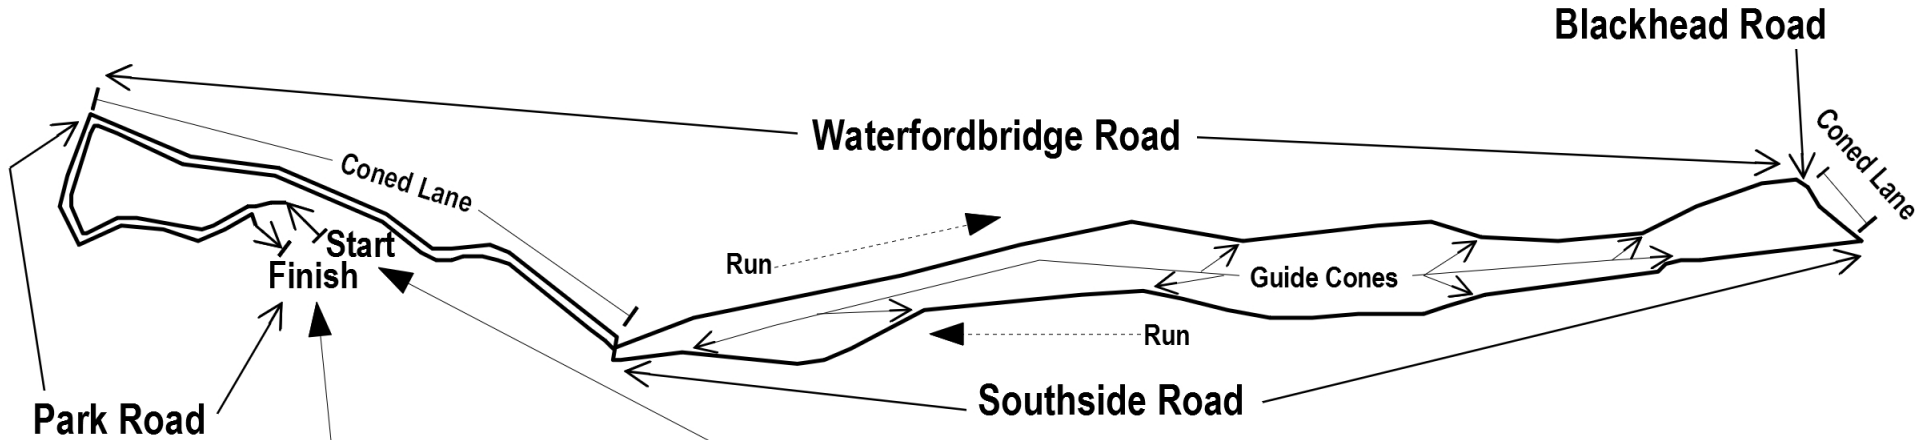 Blackhead Road
Waterfordbridge Road
Coned Lane
Coned Lane
Run
Start
Finish
Guide Cones
Run
Southside Road
Park Road